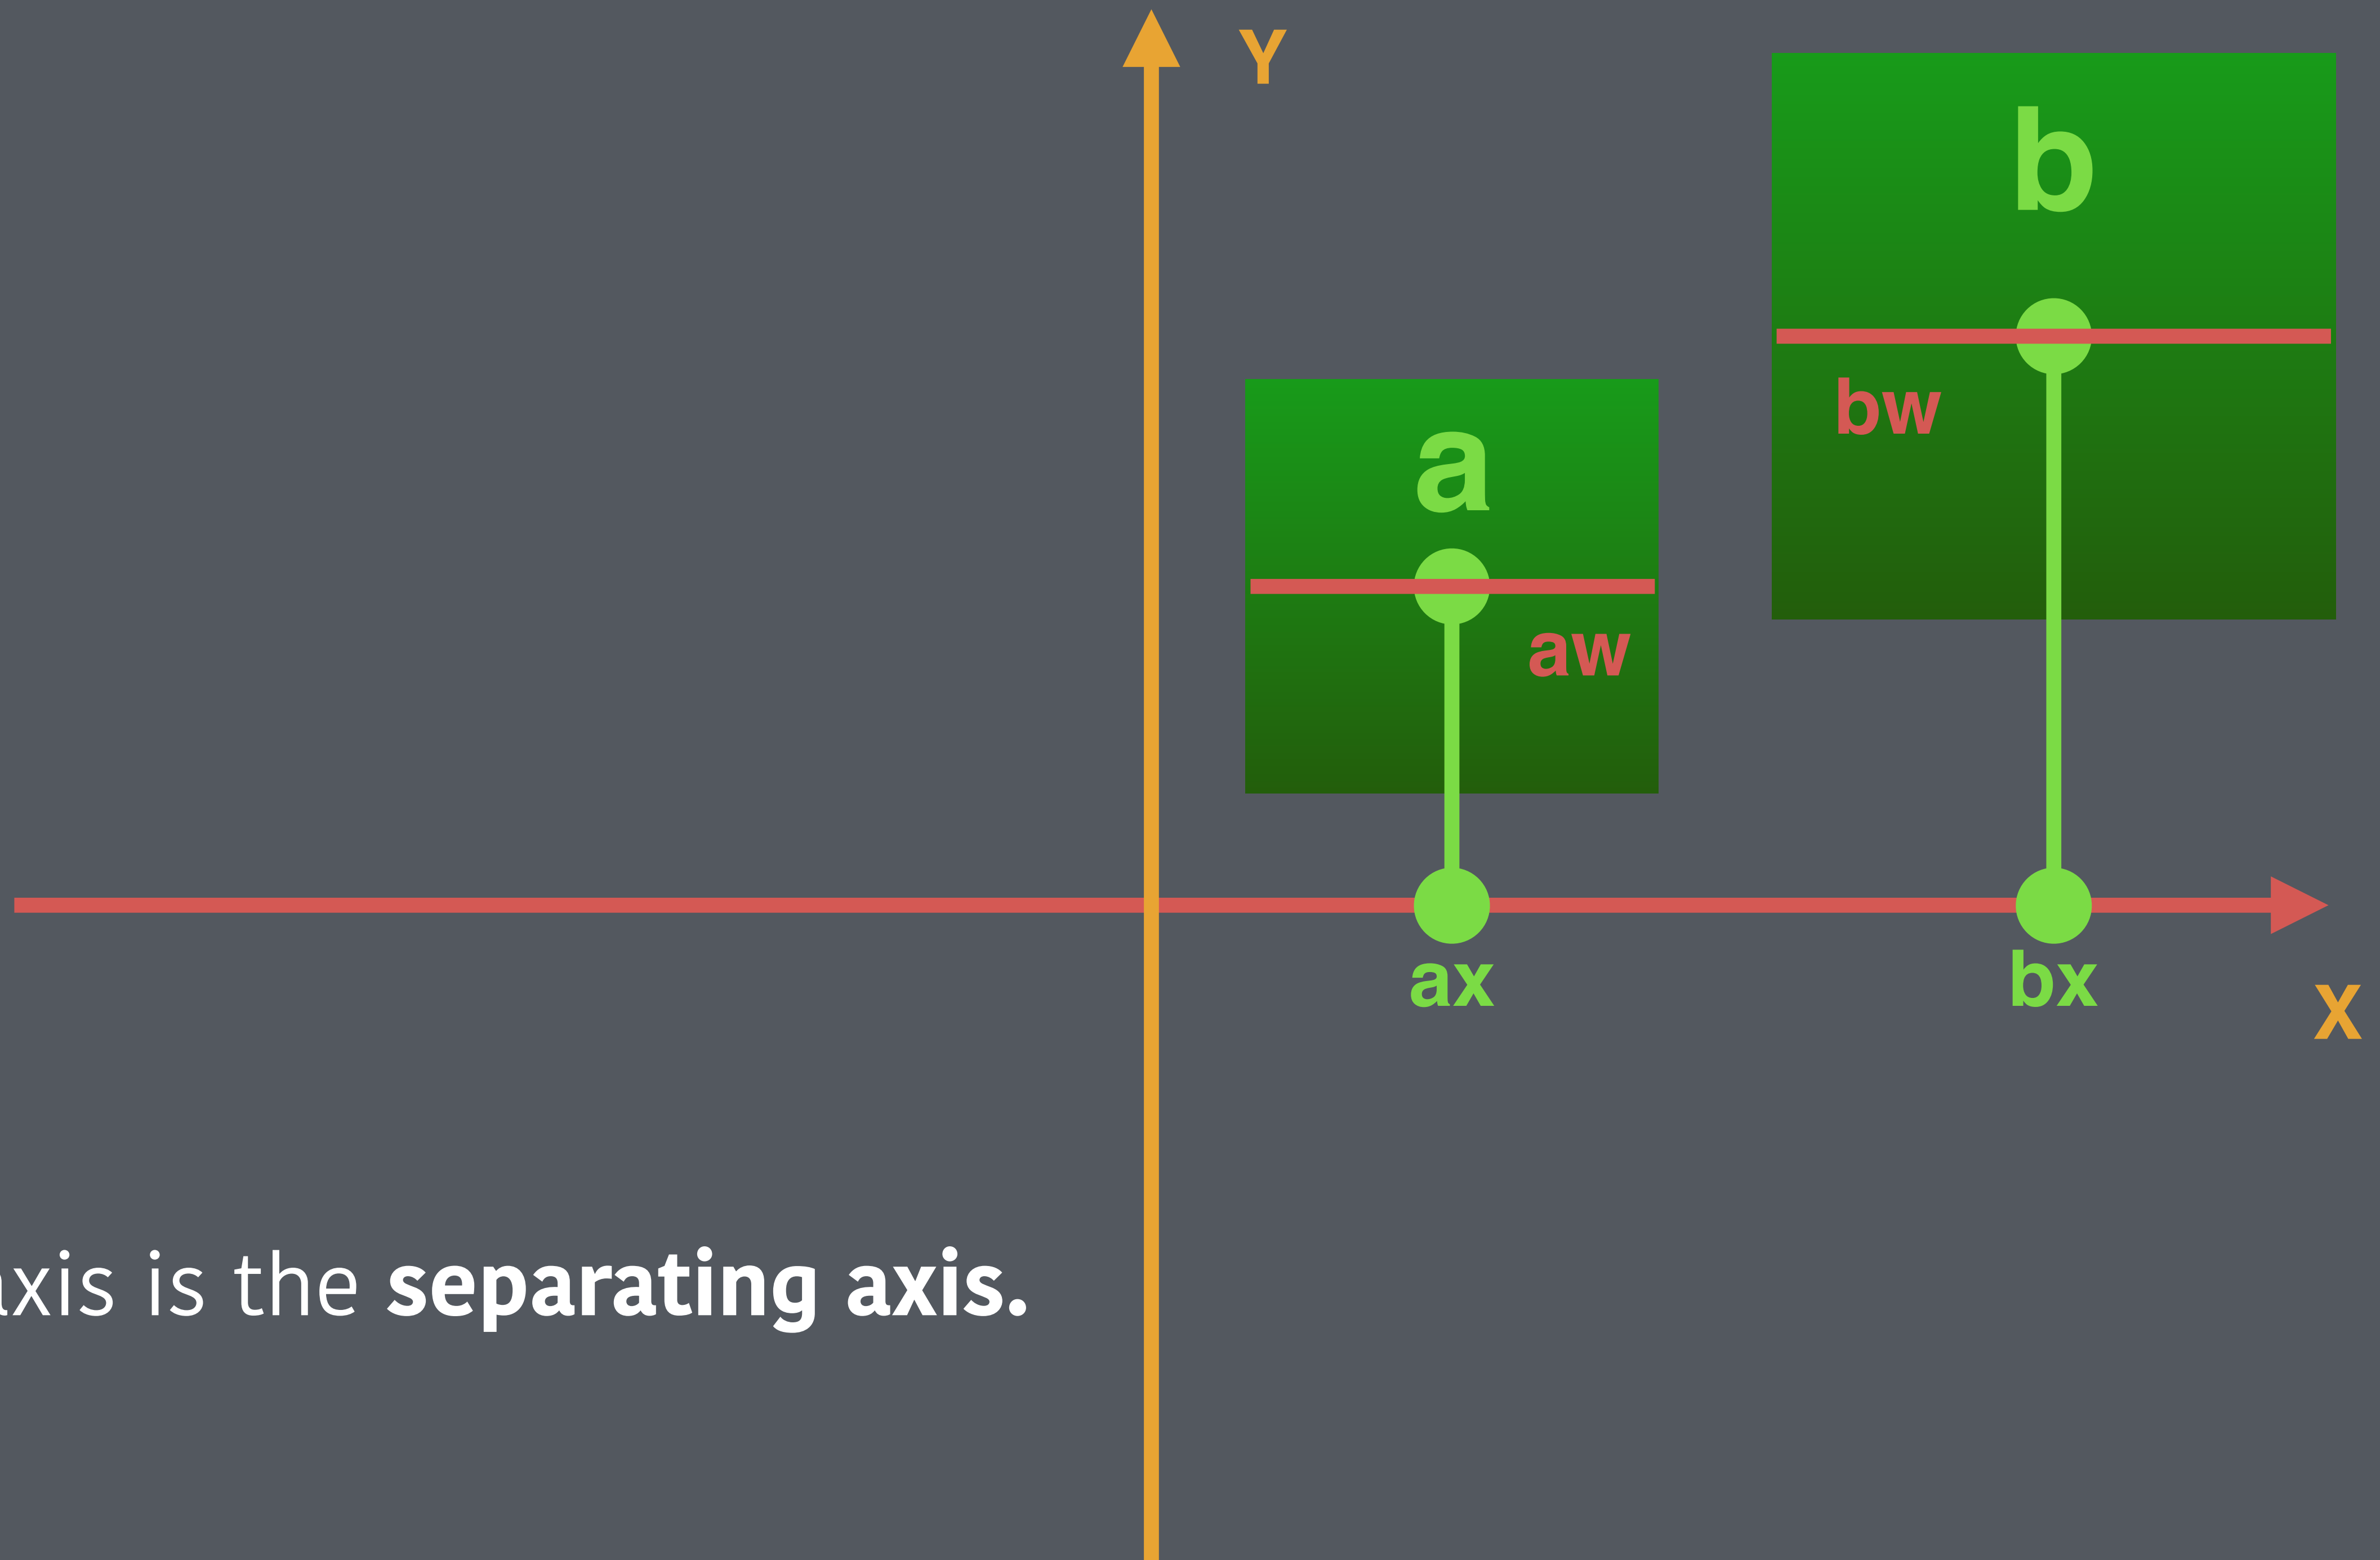 Y
b
bw
a
aw
ax
bx
X
xis is the separating axis.